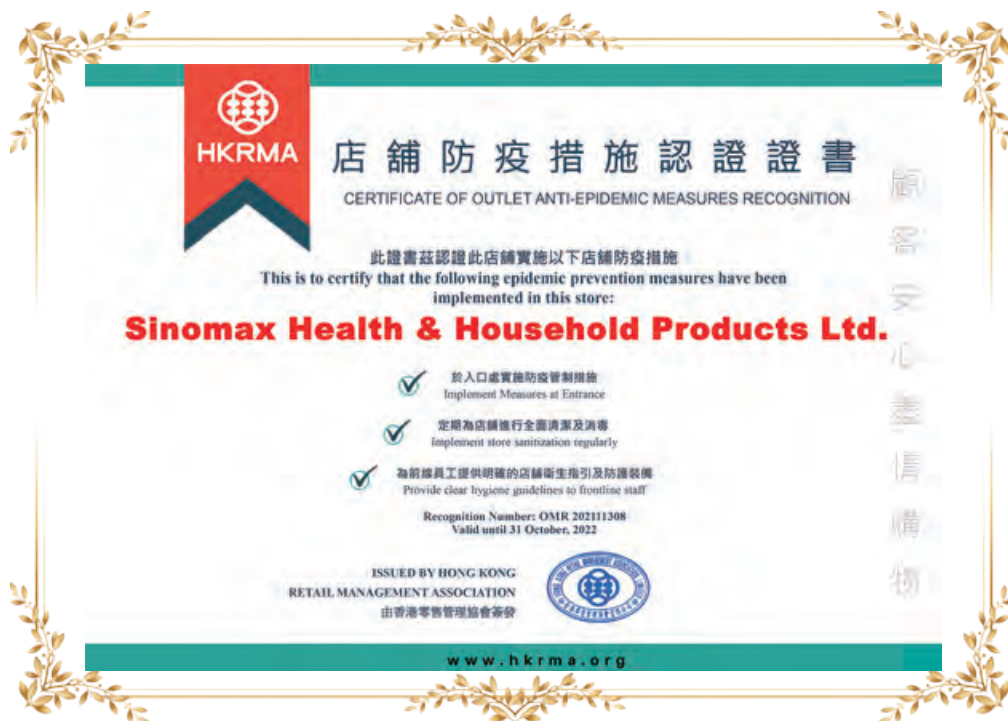 HKRMA
店舖防疫措施認證證書
CERTIFICATE OF OUTLET ANTI-EPIDEMIC MEASURES RECOGNITION
此證書茲認證此店舖實施以下店舖防疫措施
This is to certify that the following epidemic prevention measures have been
implemented in this store:
Sinomax Health & Household Products Ltd.
於入口處實施防疫管制措施
Implement Measures at Entrance
定期為店舖進行全面清潔及消毒
Implement store sanitization regularly
為前線員工提供明確的店舖衛生指引及防護裝備
Provide clear hygiene guidelines to frontline staff
Recognition Number: OMR 202111308
Valid until 31 October, 2022
ISSUED BY HONG KONG
RETAIL MANAGEMENT ASSOCIATION
由香港零售管理協會簽發
www.hkrma.org
顧客安心盡信購物